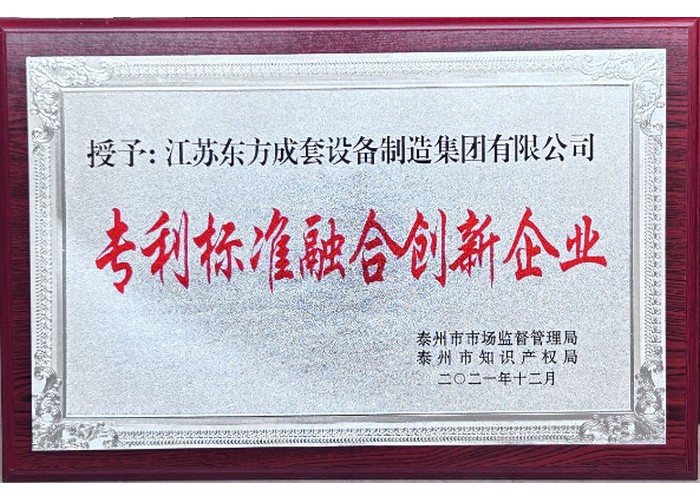 授予:江苏东方成套设备制造集团有限公司
专利标准融合创新企业
泰州市市场监督管理局
泰州市知识产权局
二〇二一年十二月